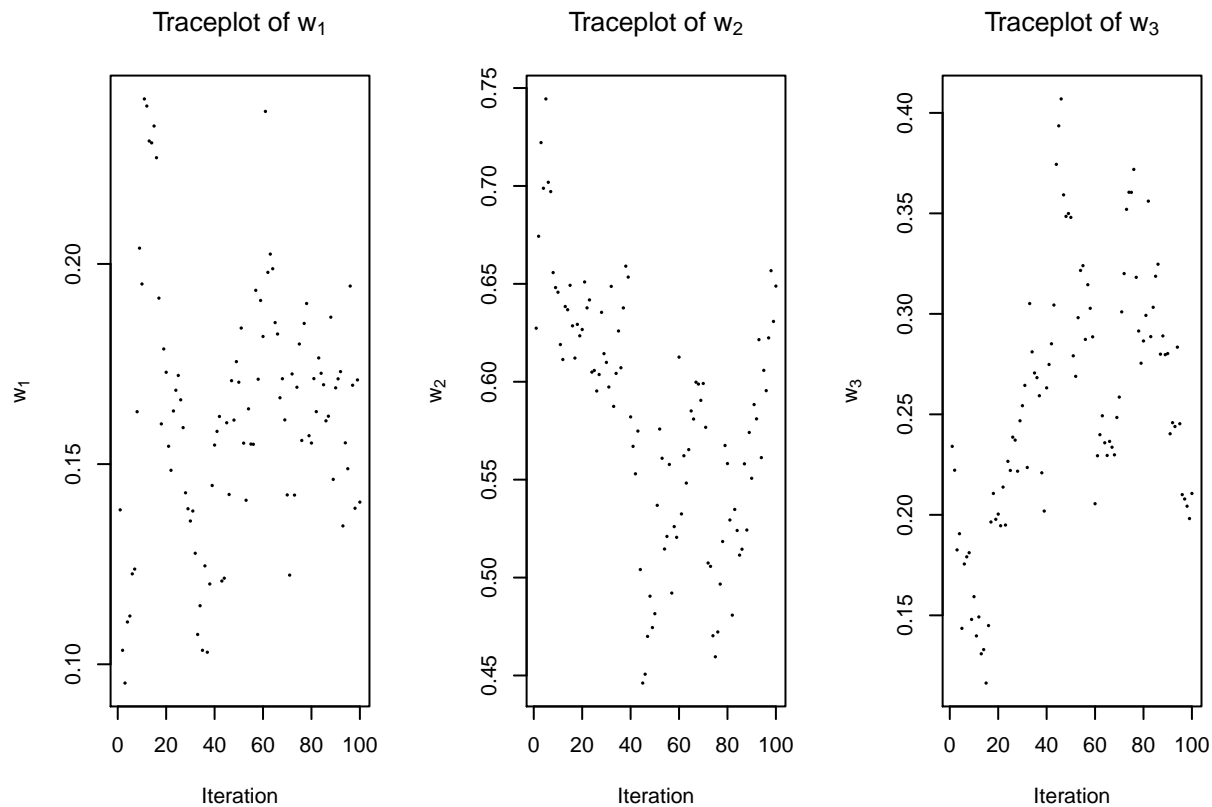 Traceplot of w1
w1
0.20
0.15
0.10
0 20 40 60 80 100
Iteration
Traceplot of w2
w2
0.75
0.70
0.65
0.60
0.55
0.50
0.45
0 20 40 60 80 100
Iteration
Traceplot of w3
w3
0.40
0.35
0.30
0.25
0.20
0.15
0 20 40 60 80 100
Iteration